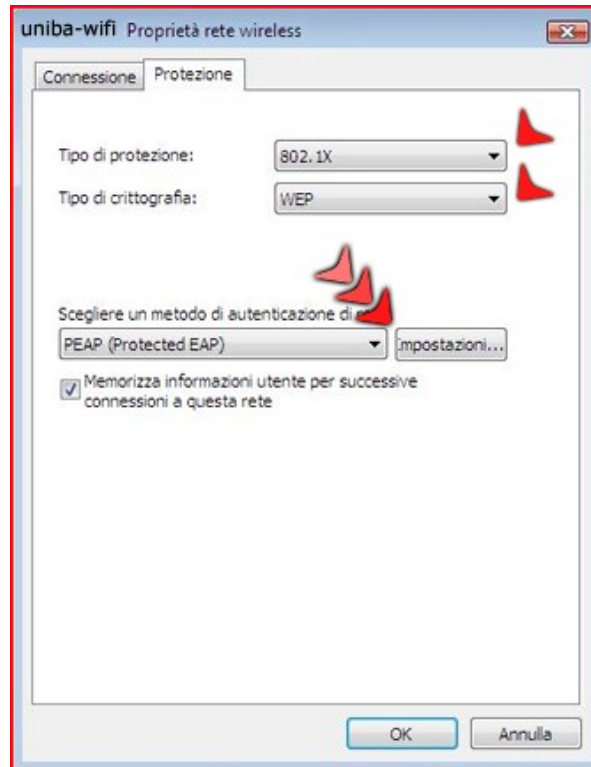 uniba-wifi Proprietà rete wireless
Connessione Protezione
Tipo di protezione: 802.1X
Tipo di crittografia: WEP
Scegliere un metodo di autenticazione di
PEAP (Protected EAP) Impostazioni...
Memorizza informazioni utente per successive
connessioni a questa rete
OK Annulla